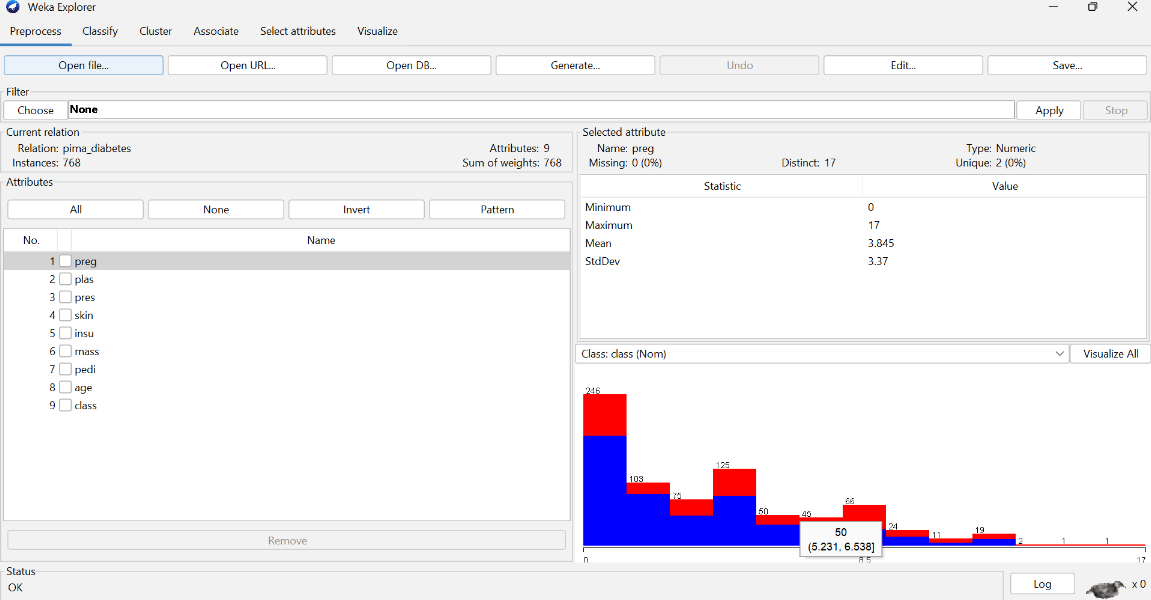 Weka Explorer
Preprocess Classify Cluster Associate Select attributes Visualize
Open file... Open URL... Open DB... Generate... Undo Edit... Save...
Filter
Choose None Apply Stop
Current relation
Relation: pima_diabetes Attributes: 9
Instances: 768 Sum of weights: 768
Attributes
All None Invert Pattern
No. Name
1 preg
2 plas
3 pres
4 skin
5 insu
6 mass
7 pedi
8 age
9 class
Remove
Selected attribute
Name: preg Type: Numeric
Missing: 0 (0%) Distinct: 17 Unique: 2 (0%)
Statistic Value
Minimum 0
Maximum 17
Mean 3.845
StdDev 3.37
Class: class (Nom) Visualize All
246
125
103
75
66
50 45
24
19
11
2 1 1
50
(5.231, 6.538]
0 8.5 17
Status
OK
Log x 0